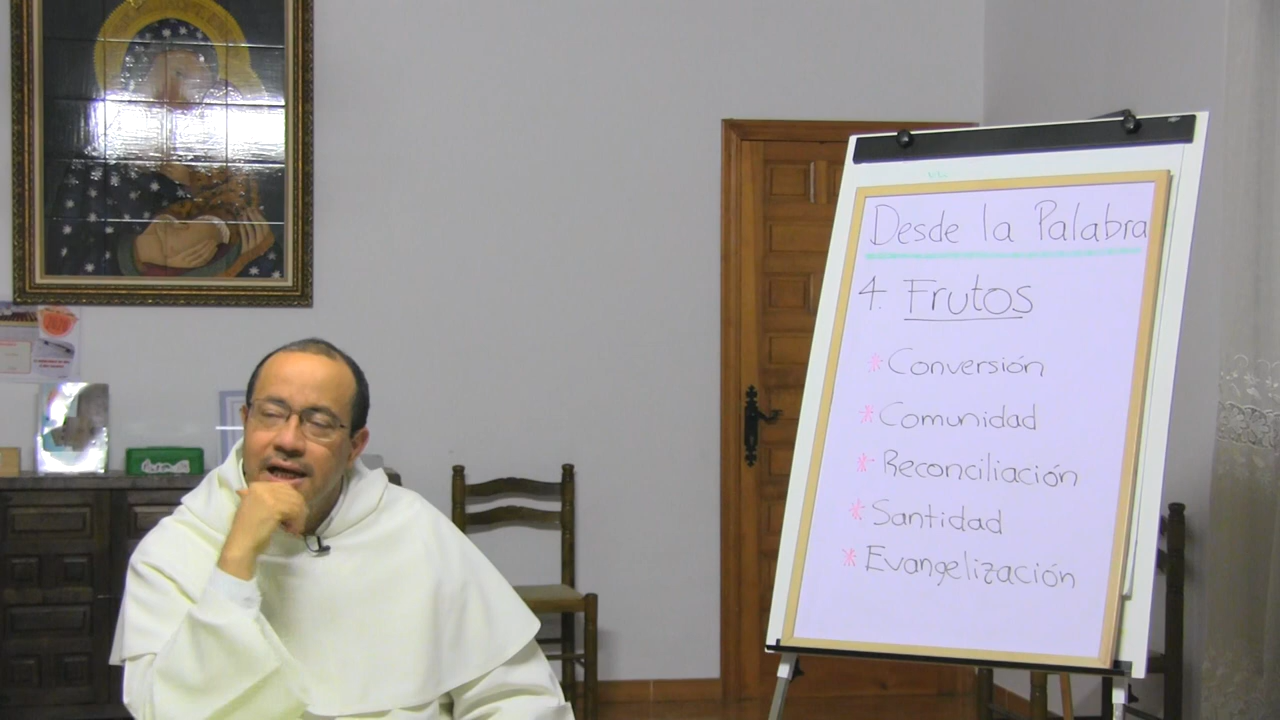 Desde la Palabra
4. Frutos
* Conversión
* Comunidad
* Reconciliación
* Santidad
* Evangelización